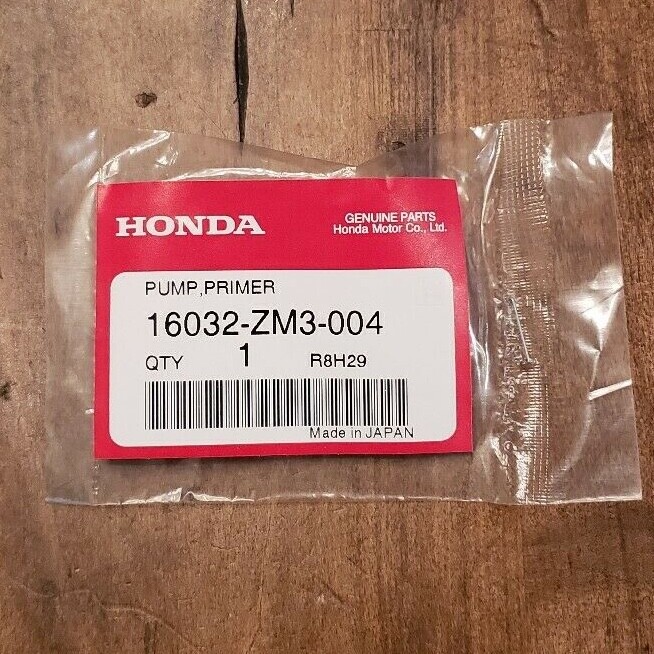 HONDA
GENUINE PARTS
Honda Motor Co., Ltd.
PUMP,PRIMER
16032-ZM3-004
QTY 1 R8H29
Made in JAPAN